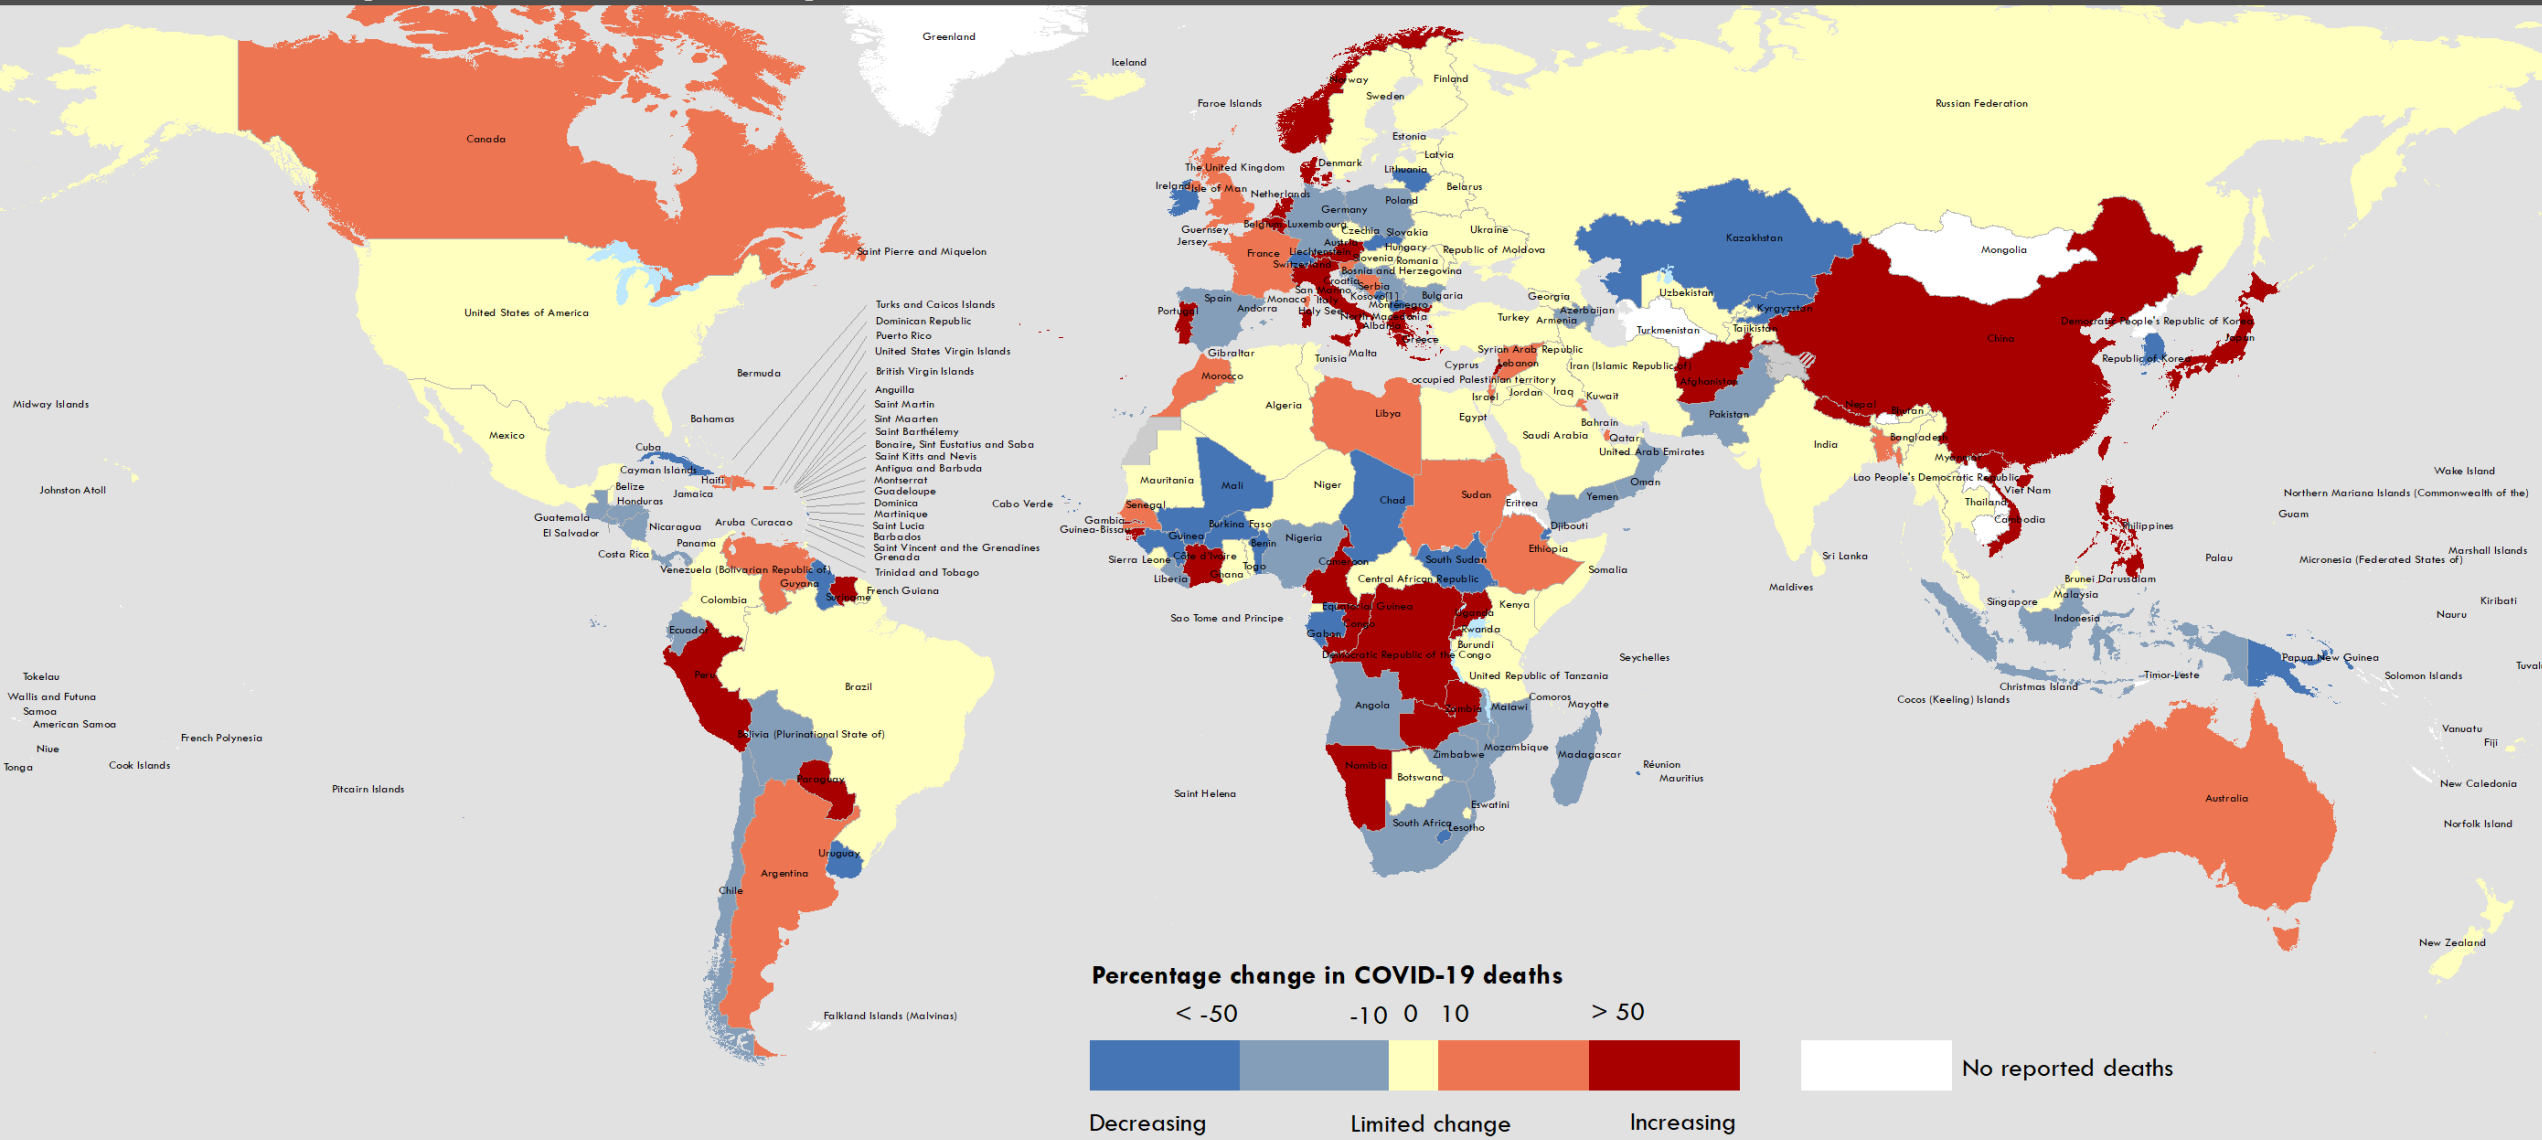 Greenland
Iceland
Faroe Islands
Norway
Sweden
Finland
Russian Federation
Canada
Estonia
Latvia
Denmark
Lithuania
The United Kingdom
Ireland
Isle of Man
Netherlands
Belarus
Poland
Germany
Belgium
Luxembourg
Guernsey
Jersey
Czechia
Slovakia
Ukraine
Kazakhstan
Mongolia
Saint Pierre and Miquelon
France
Liechtenstein
Austria
Hungary
Republic of Moldova
Switzerland
Slovenia
Romania
Bosnia and Herzegovina
Croatia
San Marino
Serbia
Monaco
Italy
Kosovo[1]
Bulgaria
Montenegro
Spain
Andorra
Holy See
North Macedonia
Albania
Portugal
Georgia
Azerbaijan
Uzbekistan
Kyrgyzstan
Turkey
Armenia
Turkmenistan
Tajikistan
Democratic People's Republic of Korea
China
Japan
Republic of Korea
United States of America
Turks and Caicos Islands
Dominican Republic
Puerto Rico
United States Virgin Islands
British Virgin Islands
Anguilla
Saint Martin
Sint Maarten
Saint Barthélemy
Bonaire, Sint Eustatius and Saba
Saint Kitts and Nevis
Antigua and Barbuda
Montserrat
Guadeloupe
Dominica
Martinique
Saint Lucia
Barbados
Saint Vincent and the Grenadines
Grenada
Trinidad and Tobago
Greece
Gibraltar
Tunisia
Malta
Syrian Arab Republic
Cyprus
Lebanon
Iran (Islamic Republic of)
occupied Palestinian territory
Afghanistan
Morocco
Israel
Jordan
Iraq
Kuwait
Algeria
Libya
Egypt
Bahrain
Pakistan
Nepal
Bhutan
Saudi Arabia
Qatar
India
Bangladesh
United Arab Emirates
Myanmar
Bermuda
Midway Islands
Bahamas
Mexico
Cuba
Cayman Islands
Haiti
Belize
Jamaica
Honduras
Johnston Atoll
Guatemala
El Salvador
Nicaragua
Aruba
Curacao
Costa Rica
Panama
Venezuela (Bolivarian Republic of)
Guyana
Suriname
French Guiana
Colombia
Ecuador
Cabo Verde
Mauritania
Mali
Niger
Chad
Sudan
Eritrea
Yemen
Oman
Lao People's Democratic Republic
Viet Nam
Thailand
Cambodia
Philippines
Wake Island
Northern Mariana Islands (Commonwealth of the)
Guam
Senegal
Gambia
Guinea-Bissau
Burkina Faso
Guinea
Sierra Leone
Côte d'Ivoire
Benin
Nigeria
Liberia
Ghana
Togo
Cameroon
South Sudan
Central African Republic
Djibouti
Ethiopia
Somalia
Sri Lanka
Maldives
Palau
Marshall Islands
Micronesia (Federated States of)
Brunei Darussalam
Malaysia
Singapore
Indonesia
Kiribati
Nauru
Sao Tome and Principe
Equatorial Guinea
Uganda
Kenya
Gabon
Congo
Rwanda
Burundi
Democratic Republic of the Congo
Seychelles
United Republic of Tanzania
Papua New Guinea
Tokelau
Wallis and Futuna
Samoa
American Samoa
Niue
Tonga
French Polynesia
Cook Islands
Pitcairn Islands
Peru
Brazil
Bolivia (Plurinational State of)
Paraguay
Angola
Zambia
Malawi
Comoros
Mayotte
Cocos (Keeling) Islands
Christmas Island
Timor-Leste
Solomon Islands
Tuval
Zimbabwe
Mozambique
Madagascar
Namibia
Botswana
Réunion
Mauritius
Saint Helena
Eswatini
South Africa
Lesotho
Vanuatu
Fiji
New Caledonia
Australia
Norfolk Island
New Zealand
Uruguay
Argentina
Chile
Falkland Islands (Malvinas)
Percentage change in COVID-19 deaths
< -50 -10 0 10 > 50
No reported deaths
Decreasing Limited change Increasing